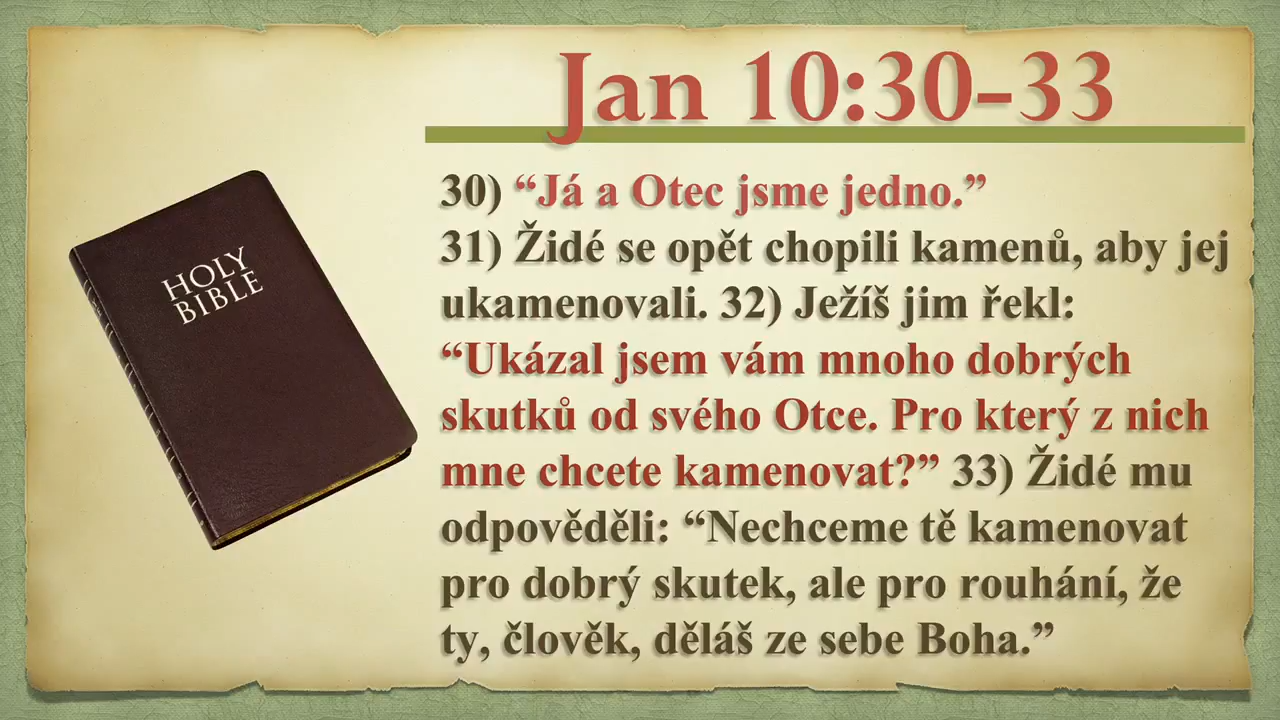 Jan 10:30-33
HOLY
BIBLE
30) “Já a Otec jsme jedno.”
31) Židé se opět chopili kamenů, aby jej
ukamenovali. 32) Ježíš jim řekl:
“Ukázal jsem vám mnoho dobrých
skutků od svého Otce. Pro který z nich
mne chcete kamenovat?” 33) Židé mu
odpověděli: “Nechceme tě kamenovat
pro dobrý skutek, ale pro rouhání, že
ty, člověk, děláš ze sebe Boha.”